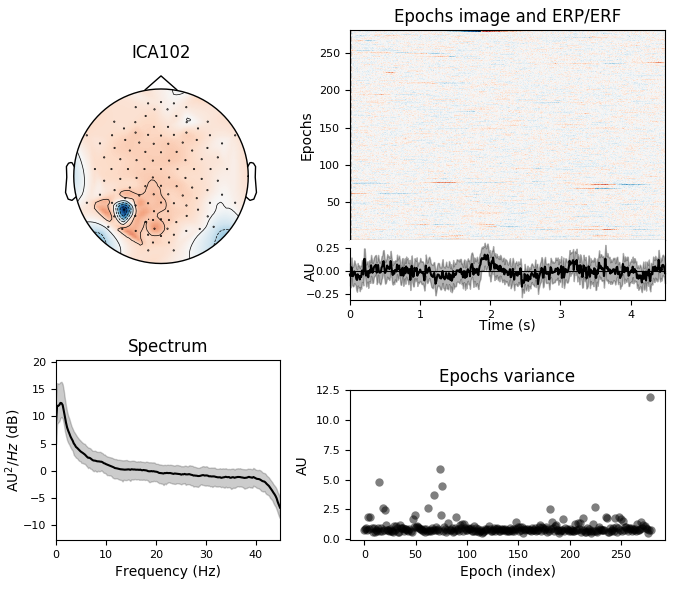 ICA102
Epochs image and ERP/ERF
Epochs
250
200
150
100
50
AU
0.25
0.00
−0.25
0 1 2 3 4
Time (s)
Spectrum
AU²/Hz (dB)
20
15
10
5
0
−5
−10
0 10 20 30 40
Frequency (Hz)
Epochs variance
AU
12.5
10.0
7.5
5.0
2.5
0.0
0 50 100 150 200 250
Epoch (index)